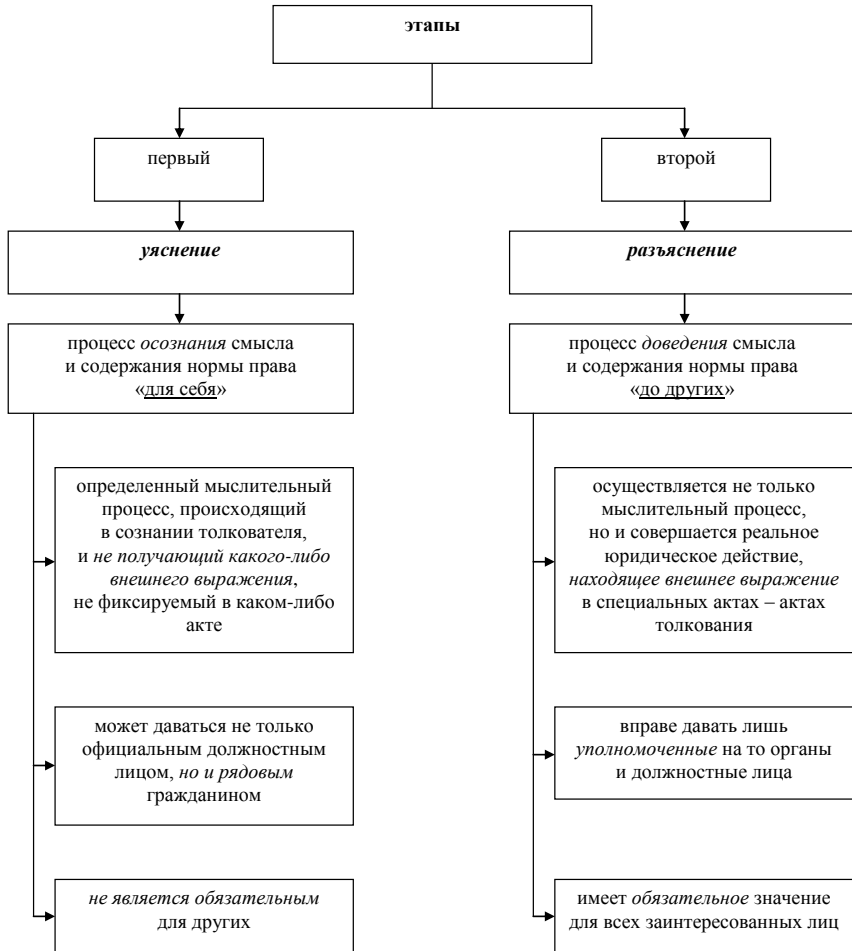 этапы
первый
второй
уяснение
разъяснение
процесс осознания смысла
и содержания нормы права
«для себя»
процесс доведения смысла
и содержания нормы права
«до других»
определенный мыслительный
процесс, происходящий
в сознании толкователя,
и не получающий какого-либо
внешнего выражения,
не фиксируемый в каком-либо
акте
осуществляется не только
мыслительный процесс,
но и совершается реальное
юридическое действие,
находящее внешнее выражение
в специальных актах – актах
толкования
может даваться не только
официальным должностным
лицом, но и рядовым
гражданином
вправе давать лишь
уполномоченные на то органы
и должностные лица
не является обязательным
для других
имеет обязательное значение
для всех заинтересованных лиц